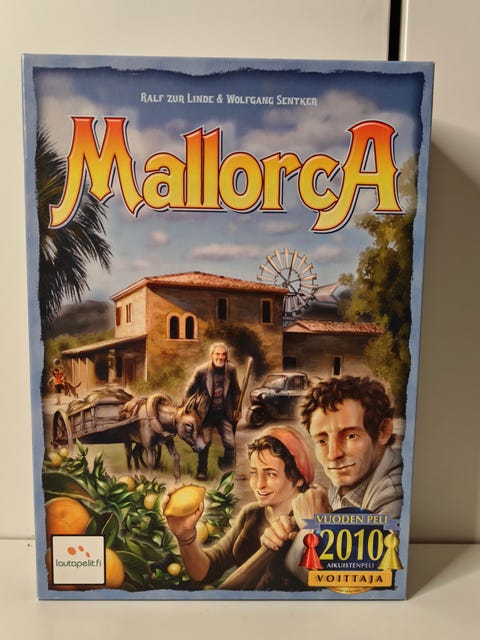 Ralf zur Linde & Wolfgang Sentker
Mallorca
lautapelit.fi
VUODEN PELI
2010
AIKUISTENPELI
VOITTAJA